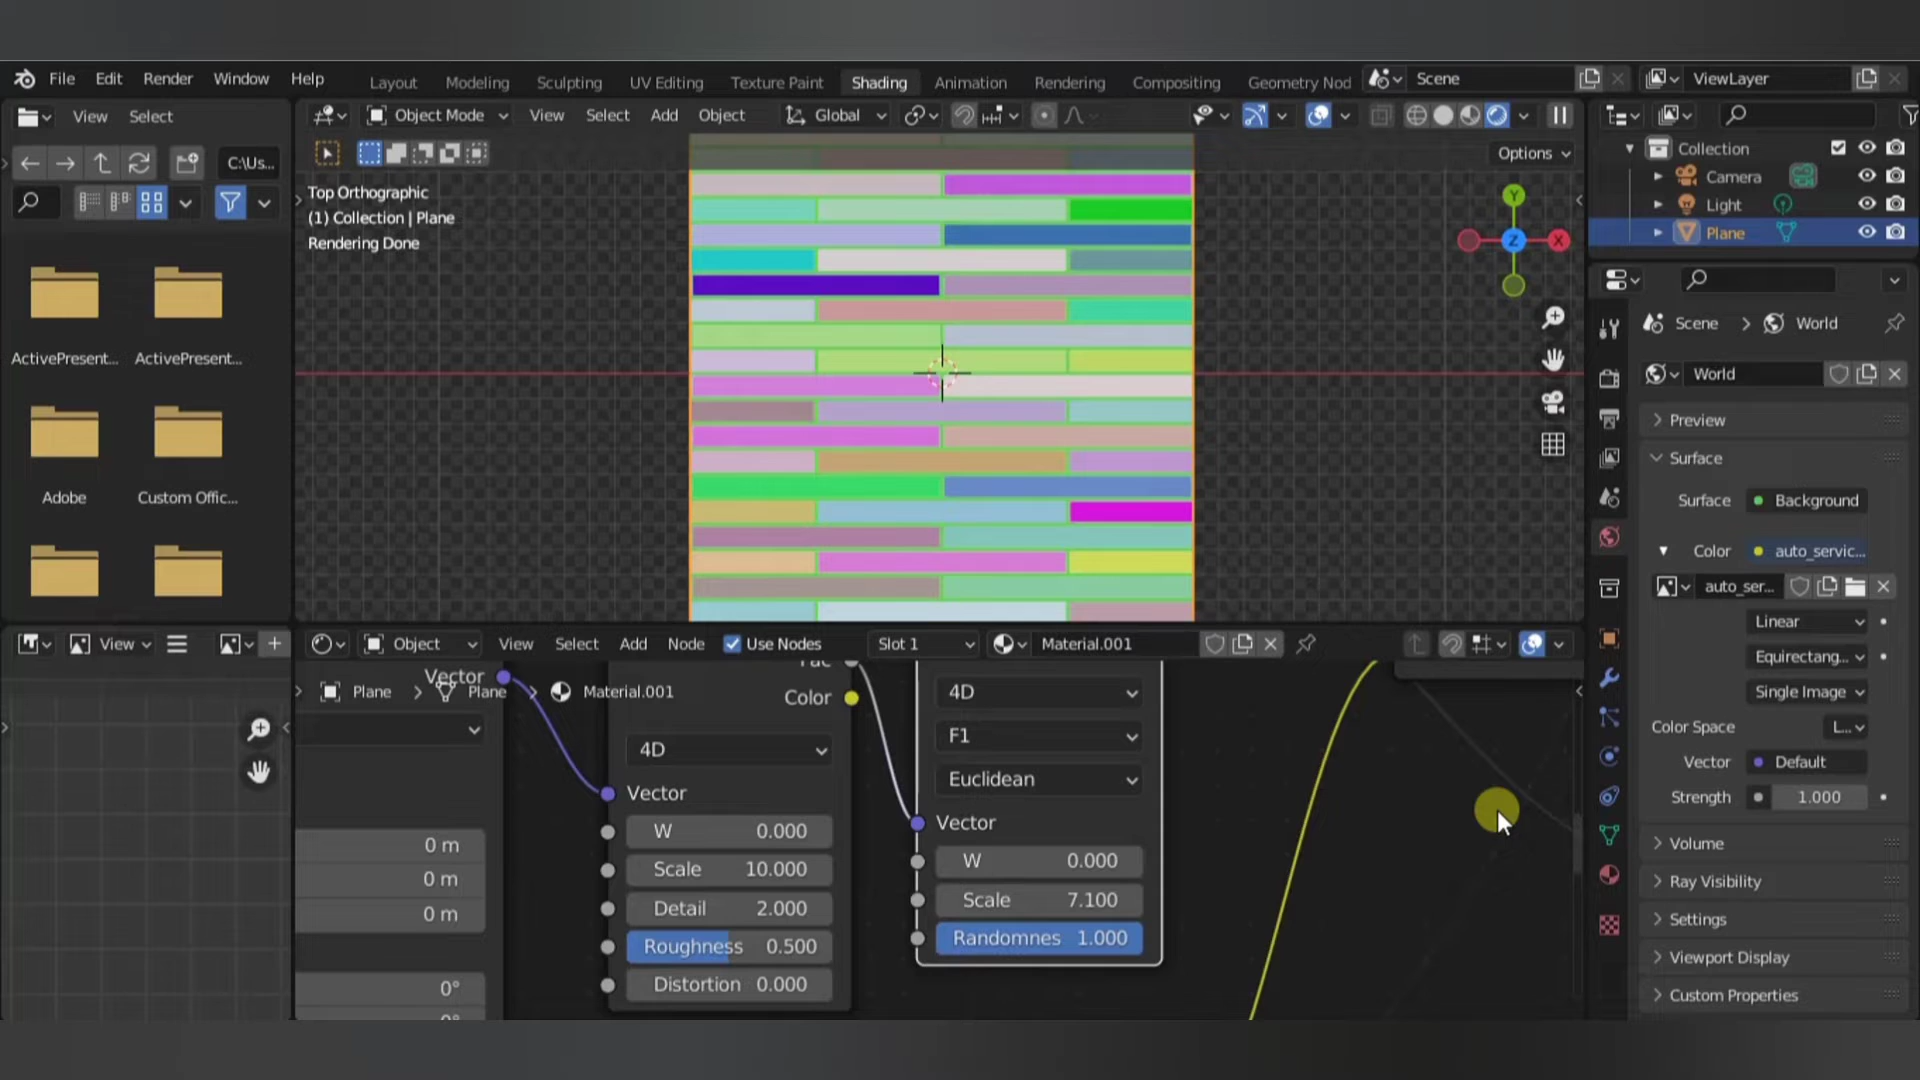 File Edit Render Window Help
Layout Modeling Sculpting UV Editing Texture Paint Shading Animation Rendering Compositing Geometry Nod
Scene
ViewLayer
View Select
Object Mode View Select Add Object
Global
C:\Us...
Options
Top Orthographic
(1) Collection | Plane
Rendering Done
Y
Z
X
ActivePresent... ActivePresent...
Adobe Custom Offic...
Collection
Camera
Light
Plane
Scene > World
World
Preview
Surface
Surface Background
Color auto_servic...
auto_ser...
Linear
Equirectang...
Single Image
Color Space L...
Vector Default
Strength 1.000
Volume
Ray Visibility
Settings
Viewport Display
Custom Properties
View
Object View Select Add Node Use Nodes Slot 1 Material.001
Vector
Plane > Plane > Material.001
0 m
0 m
0 m
0°
0°
Fac
Color
4D
Vector
W 0.000
Scale 10.000
Detail 2.000
Roughness 0.500
Distortion 0.000
4D
F1
Euclidean
Vector
W 0.000
Scale 7.100
Randomnes 1.000